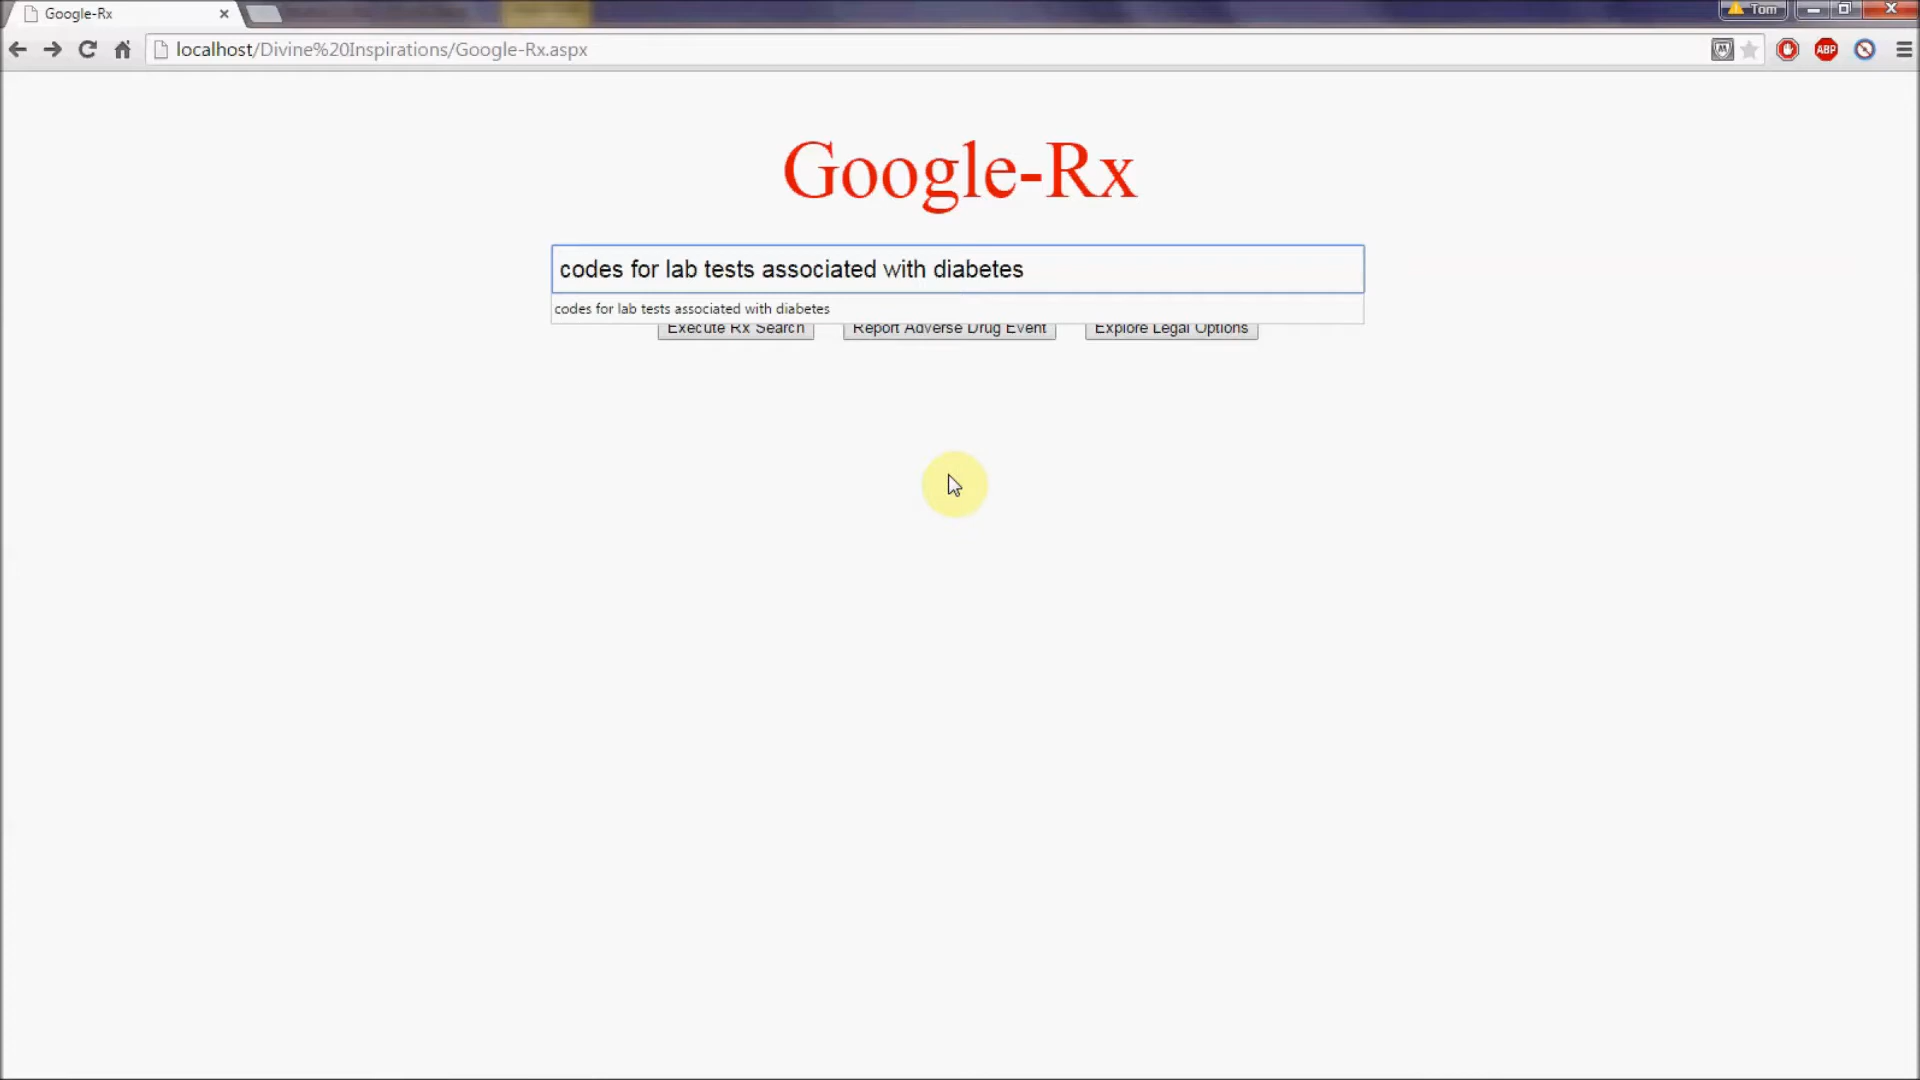 Google-Rx
Tom
localhost/Divine%20Inspirations/Google-Rx.aspx
ABP
Google-Rx
codes for lab tests associated with diabetes
codes for lab tests associated with diabetes
Execute Rx Search Report Adverse Drug Event Explore Legal Options